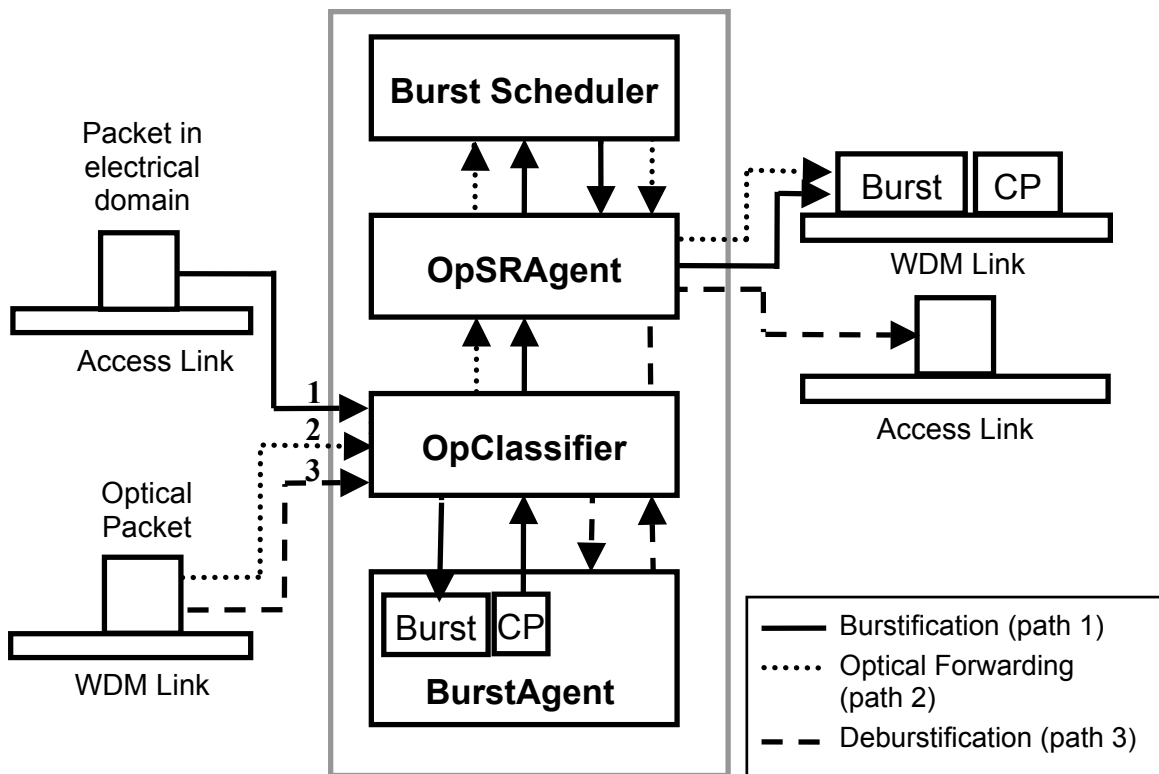 Burst Scheduler
Packet in
electrical
domain
Burst
CP
OpSRAgent
WDM Link
Access Link
1
OpClassifier
Access Link
2
3
Optical
Packet
Burst
CP
WDM Link
BurstAgent
Burstification (path 1)
Optical Forwarding
(path 2)
Deburstification (path 3)